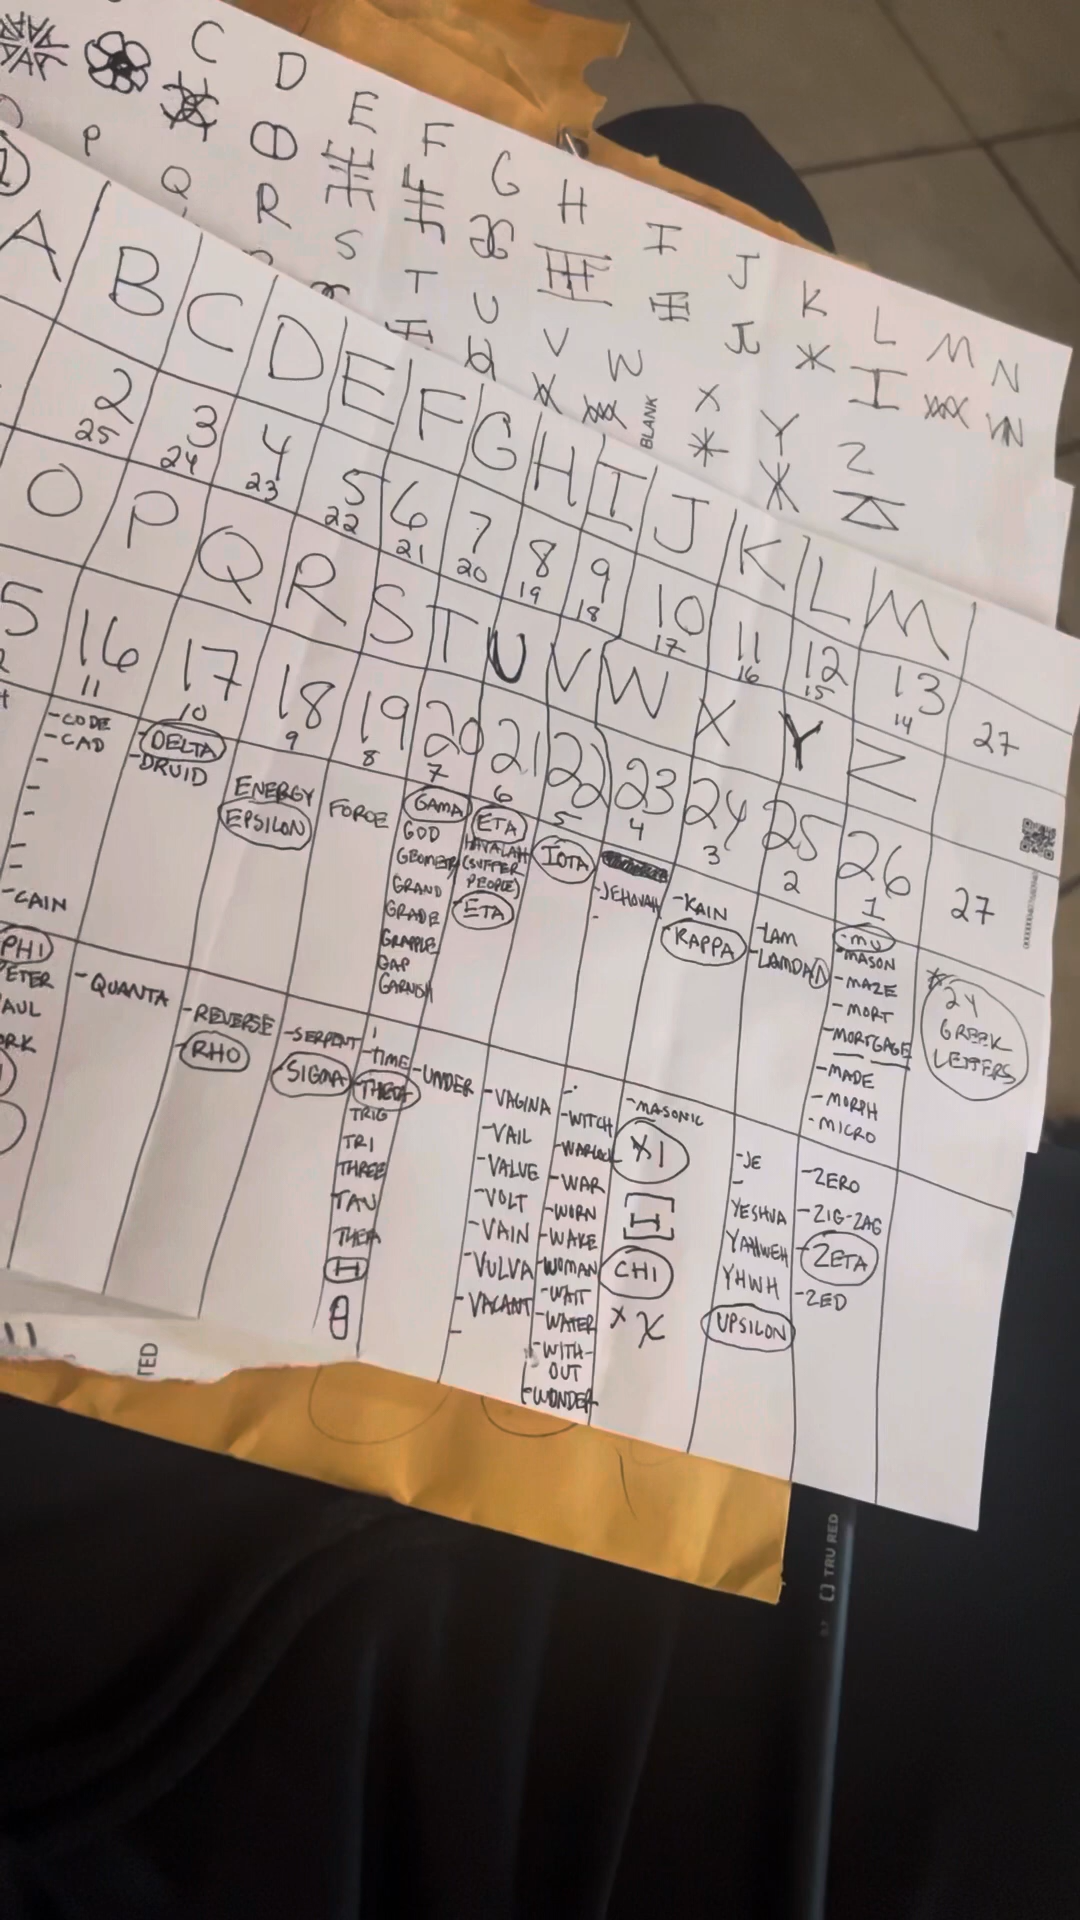 C D E F G H I J K L M N
P Q R S T U V W BLANK X Y Z
A B C D E F G H I J K L M
2 3 4 5 6 7 8 9 10 11 12 13 27
25 24 23 22 21 20 19 18 17 16 15 14
O P Q R S T U V W X Y Z
16 17 18 19 20 21 22 23 24 25 26 27
11 10 9 8 7 6 5 4 3 2 1
-CODE
-CAD
-CAIN
DELTA
-DRUID
ENERGY
EPSILON
FORCE
GAMA
GOD
GEOMETRY
GRAND
GRADE
GRAPPLE
GAP
GARNISH
ETA
HAVALAH
(SUFFER
PEOPLE)
ETA
IOTA
-JEHOVAH
-
-KAIN
KAPPA
-LAM
-LAMDA
-MU
-MASON
-MAZE
-MORT
-MORTGAGE
-MADE
-MORPH
-MICRO
*24
GREEK
LETTERS
PHI
PETER
-QUANTA
-REVERSE
RHO
-SERPENT
-SIGMA
-TIME
THETA
TRIG
TRI
THREE
TAU
THEA
H
-UNDER
-VAGINA
-VAIL
-VALVE
-VOLT
-VAIN
-VULVA
-VACANT
-
-WITCH
-WARLOCK
-WAR
-WORN
-WAKE
-WOMAN
-WAIT
-WATER
-WITH-
OUT
-WONDER
-MASONIC
XI
CHI
X X
-JE
-
YESHUA
YAHWEH
YHWH
UPSILON
-ZERO
-ZIG-ZAG
-ZETA
-ZED
TED
TRU RED